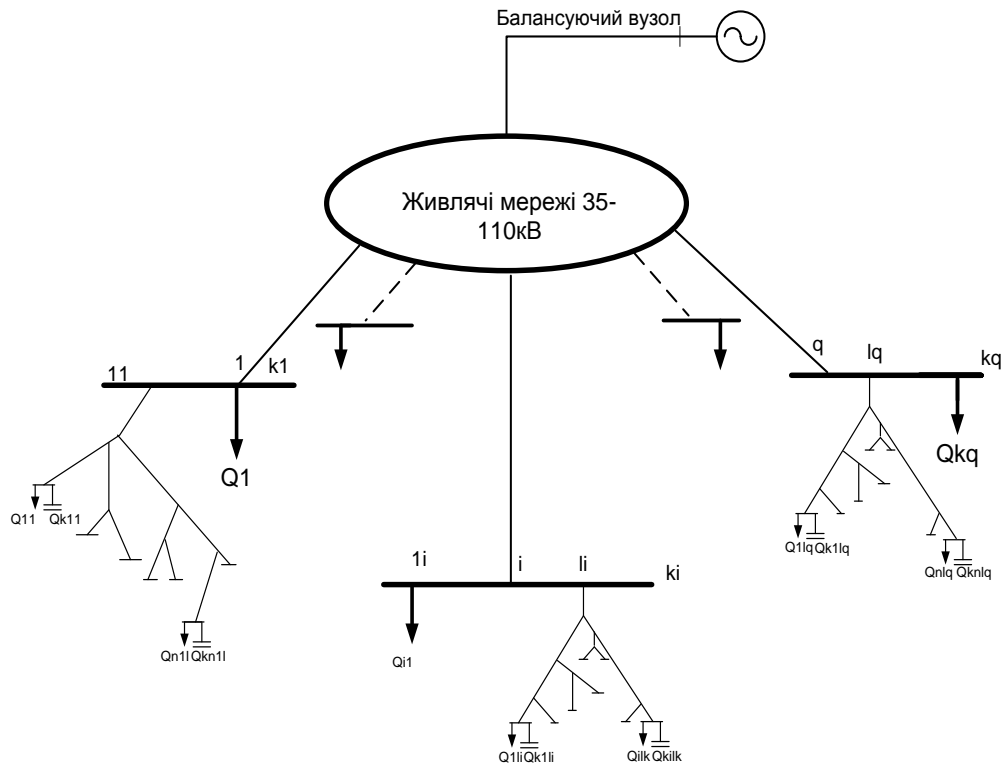 Балансуючий вузол
Живлячі мережі 35-
110кВ
11
1
k1
Q1
Q11
Qk11
Qn1l
Qkn1l
q
lq
kq
Qkq
Q1lq
Qk1lq
Qnlq
Qknlq
1i
i
li
ki
Qi1
Q1li
Qk1li
Qilk
Qkilk